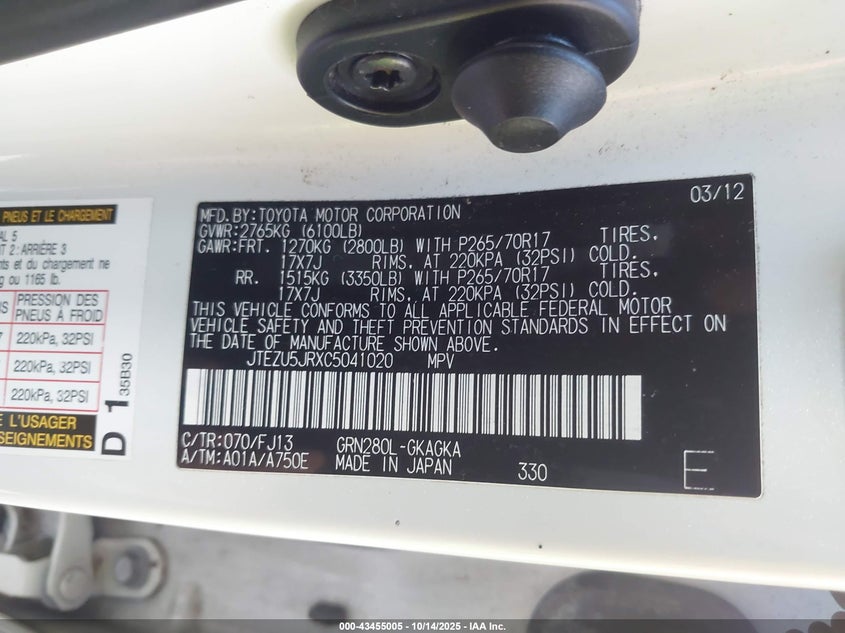 PNEUS ET LE CHARGEMENT
AL 5
T 2: ARRIÈRE 3
nts et du chargement ne
g ou 1165 lb.
PRESSION DES
PNEUS À FROID
220kPa, 32PSI
220kPa, 32PSI
220kPa, 32PSI
E L'USAGER
SEIGNEMENTS
D 1
35B30
03/12
MFD.BY:TOYOTA MOTOR CORPORATION
GVWR:2765KG (6100LB)
GAWR:FRT. 1270KG (2800LB) WITH P265/70R17 TIRES,
17X7J RIMS, AT 220KPA (32PSI) COLD.
RR. 1515KG (3350LB) WITH P265/70R17 TIRES,
17X7J RIMS, AT 220KPA (32PSI) COLD.
THIS VEHICLE CONFORMS TO ALL APPLICABLE FEDERAL MOTOR
VEHICLE SAFETY AND THEFT PREVENTION STANDARDS IN EFFECT ON
THE DATE OF MANUFACTURE SHOWN ABOVE.
JTEZU5JRXC5041020 MPV
C/TR:070/FJ13 GRN280L-GKAGKA
A/TM:A01A/A750E MADE IN JAPAN 330 E
000-43455005 - 10/14/2025 - IAA Inc.